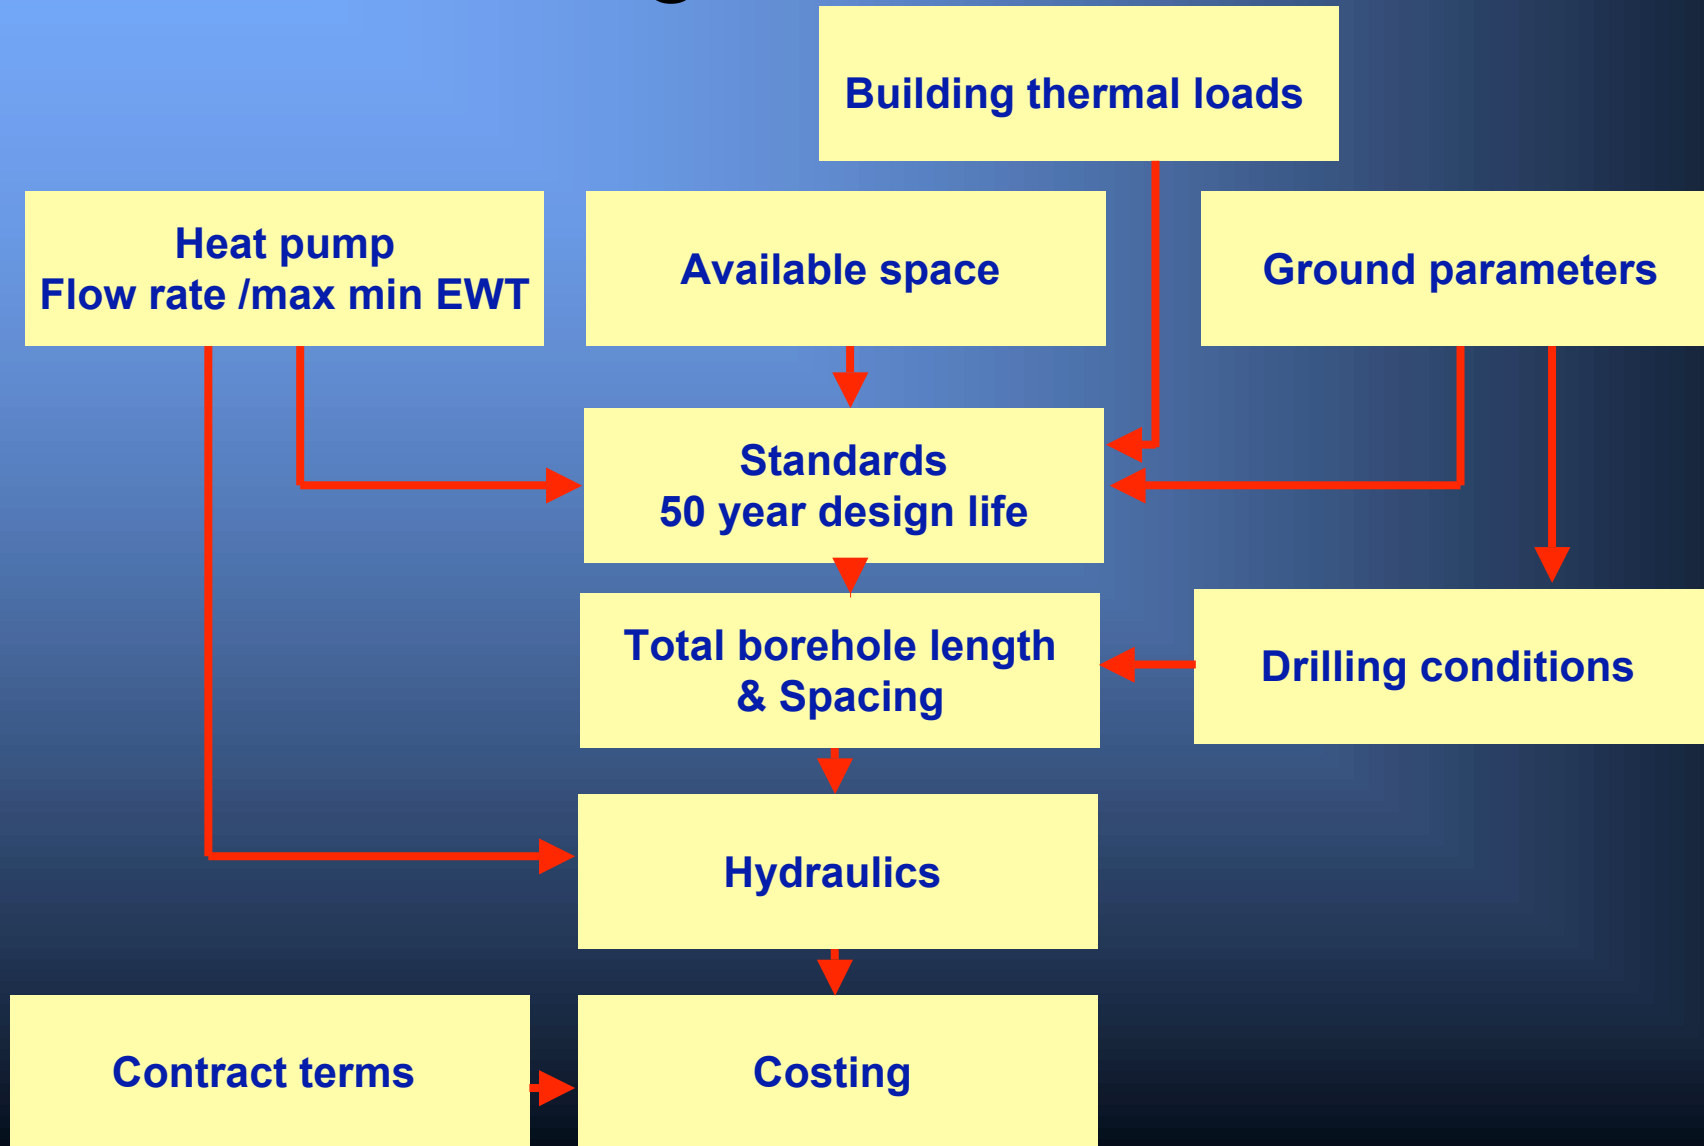 Building thermal loads
Heat pump
Flow rate /max min EWT
Available space
Ground parameters
Standards
50 year design life
Total borehole length
& Spacing
Drilling conditions
Hydraulics
Contract terms
Costing